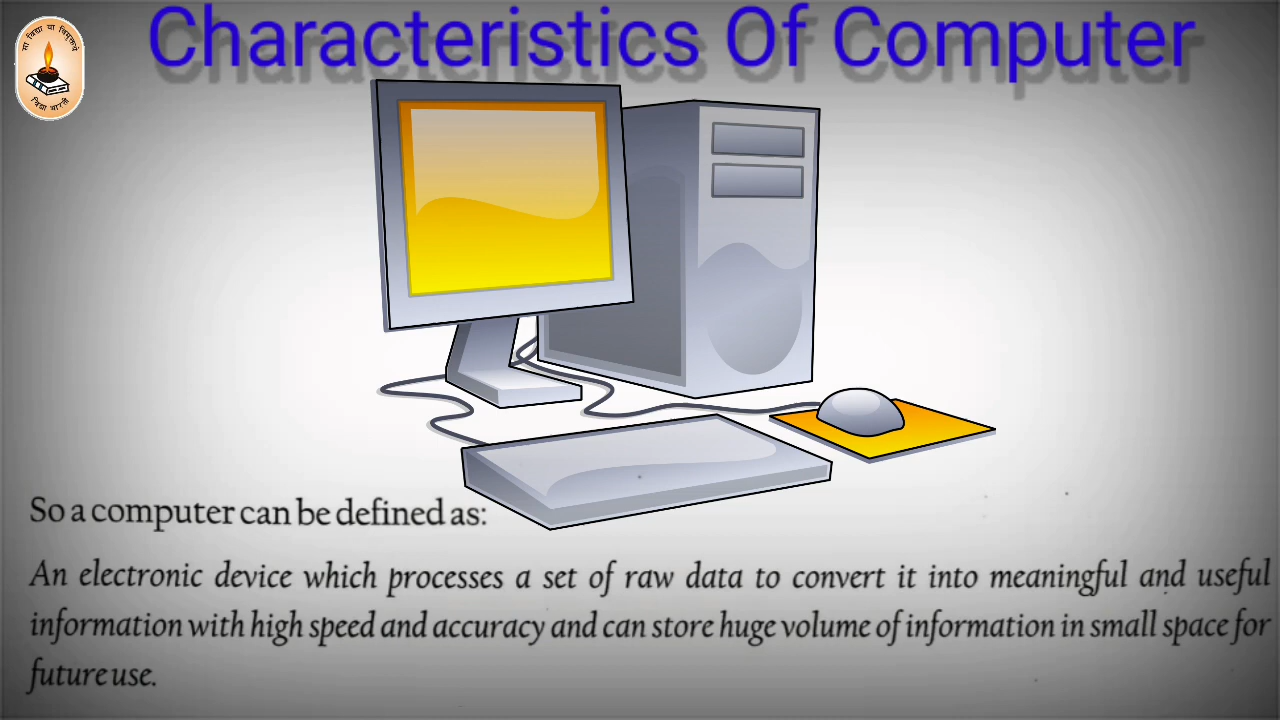 Characteristics Of Computer
सा विद्या या विमुक्तये
विद्या भारती
So a computer can be defined as:
An electronic device which processes a set of raw data to convert it into meaningful and useful
information with high speed and accuracy and can store huge volume of information in small space for
future use.